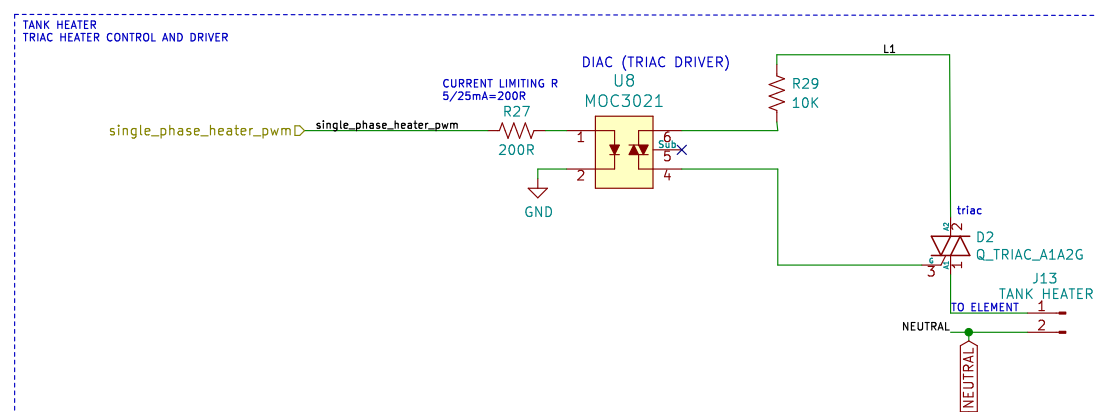 TANK HEATER
TRIAC HEATER CONTROL AND DRIVER
L1
DIAC (TRIAC DRIVER)
U8
MOC3021
CURRENT LIMITING R
5/25mA=200R
R27
200R
R29
10K
single_phase_heater_pwm
single_phase_heater_pwm
1
2
6
Sub
5
4
GND
triac
A2
2
D2
Q_TRIAC_A1A2G
G
3
A1
1
J13
TANK HEATER
TO ELEMENT
1
NEUTRAL
2
NEUTRAL